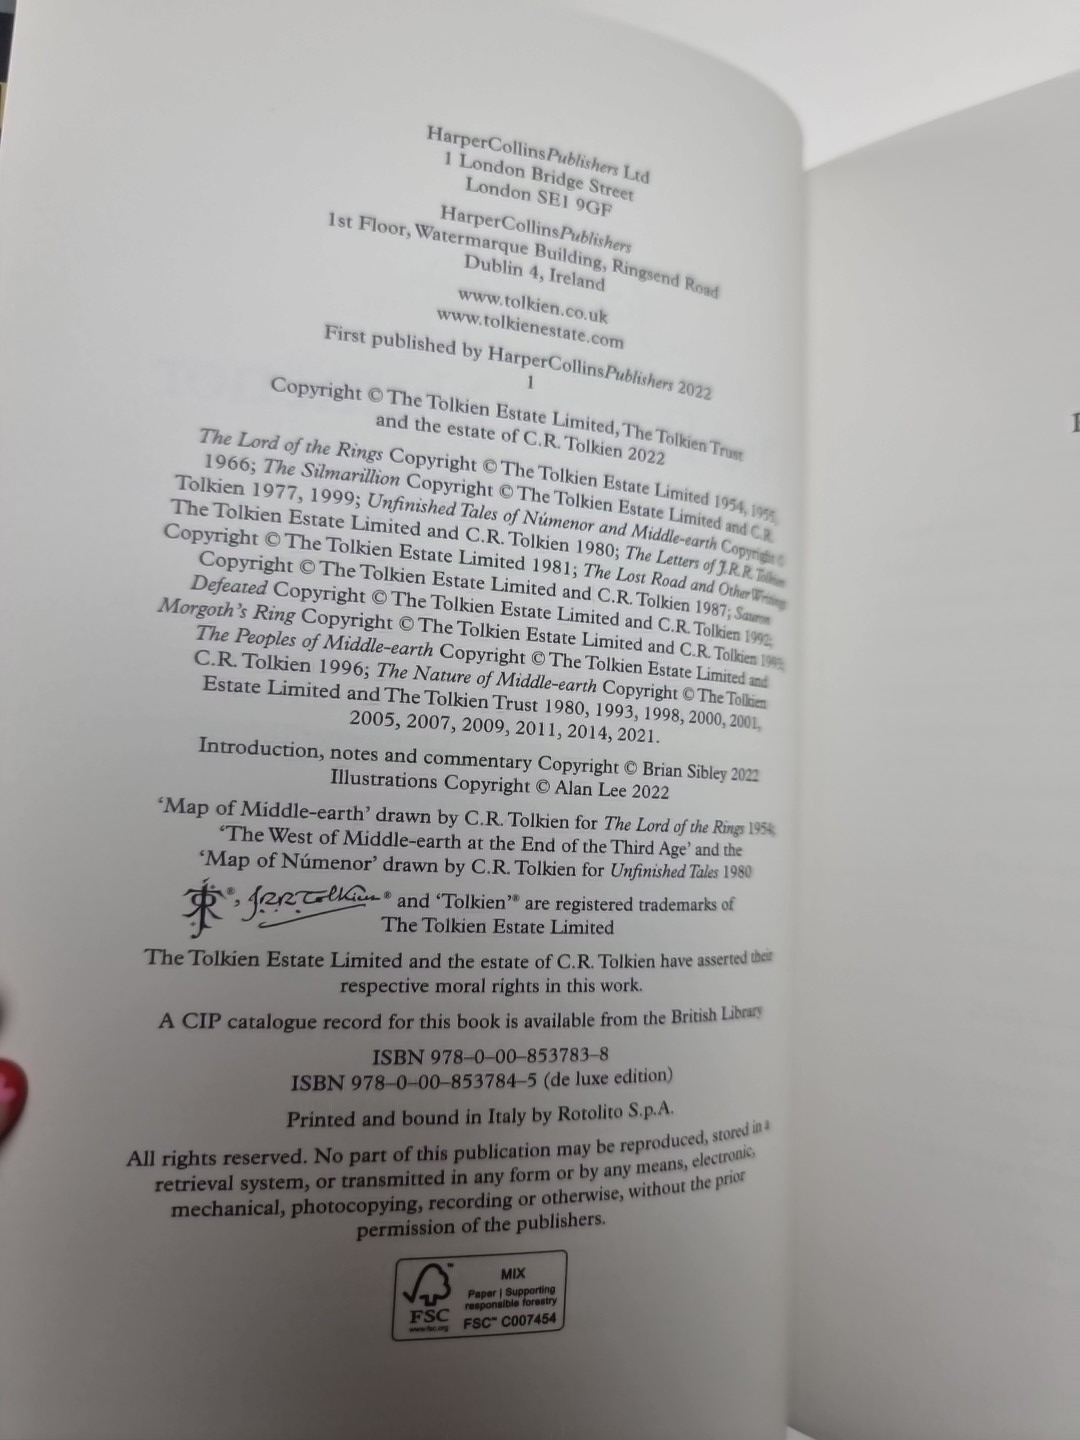 HarperCollinsPublishers Ltd
1 London Bridge Street
London SE1 9GF
HarperCollinsPublishers
1st Floor, Watermarque Building, Ringsend Road
Dublin 4, Ireland
www.tolkien.co.uk
www.tolkienestate.com
First published by HarperCollinsPublishers 2022
1
Copyright © The Tolkien Estate Limited, The Tolkien Trust
and the estate of C.R. Tolkien 2022
The Lord of the Rings Copyright © The Tolkien Estate Limited 1954, 1955,
1966; The Silmarillion Copyright © The Tolkien Estate Limited and C.R.
Tolkien 1977, 1999; Unfinished Tales of Númenor and Middle-earth Copyright ©
The Tolkien Estate Limited and C.R. Tolkien 1980; The Letters of J.R.R. Tolkien
Copyright © The Tolkien Estate Limited 1981; The Lost Road and Other Writings
Copyright © The Tolkien Estate Limited and C.R. Tolkien 1987; Sauron
Defeated Copyright © The Tolkien Estate Limited and C.R. Tolkien 1992;
Morgoth's Ring Copyright © The Tolkien Estate Limited and C.R. Tolkien 1993;
The Peoples of Middle-earth Copyright © The Tolkien Estate Limited and
C.R. Tolkien 1996; The Nature of Middle-earth Copyright © The Tolkien
Estate Limited and The Tolkien Trust 1980, 1993, 1998, 2000, 2001,
2005, 2007, 2009, 2011, 2014, 2021.
Introduction, notes and commentary Copyright © Brian Sibley 2022
Illustrations Copyright © Alan Lee 2022
'Map of Middle-earth' drawn by C.R. Tolkien for The Lord of the Rings 1954;
'The West of Middle-earth at the End of the Third Age' and the
'Map of Númenor' drawn by C.R. Tolkien for Unfinished Tales 1980
®, J.R.R. Tolkien® and 'Tolkien'® are registered trademarks of
The Tolkien Estate Limited
The Tolkien Estate Limited and the estate of C.R. Tolkien have asserted their
respective moral rights in this work.
A CIP catalogue record for this book is available from the British Library
ISBN 978–0–00–853783–8
ISBN 978–0–00–853784–5 (de luxe edition)
Printed and bound in Italy by Rotolito S.p.A.
All rights reserved. No part of this publication may be reproduced, stored in a
retrieval system, or transmitted in any form or by any means, electronic,
mechanical, photocopying, recording or otherwise, without the prior
permission of the publishers.
FSC
www.fsc.org
MIX
Paper | Supporting
responsible forestry
FSC™ C007454